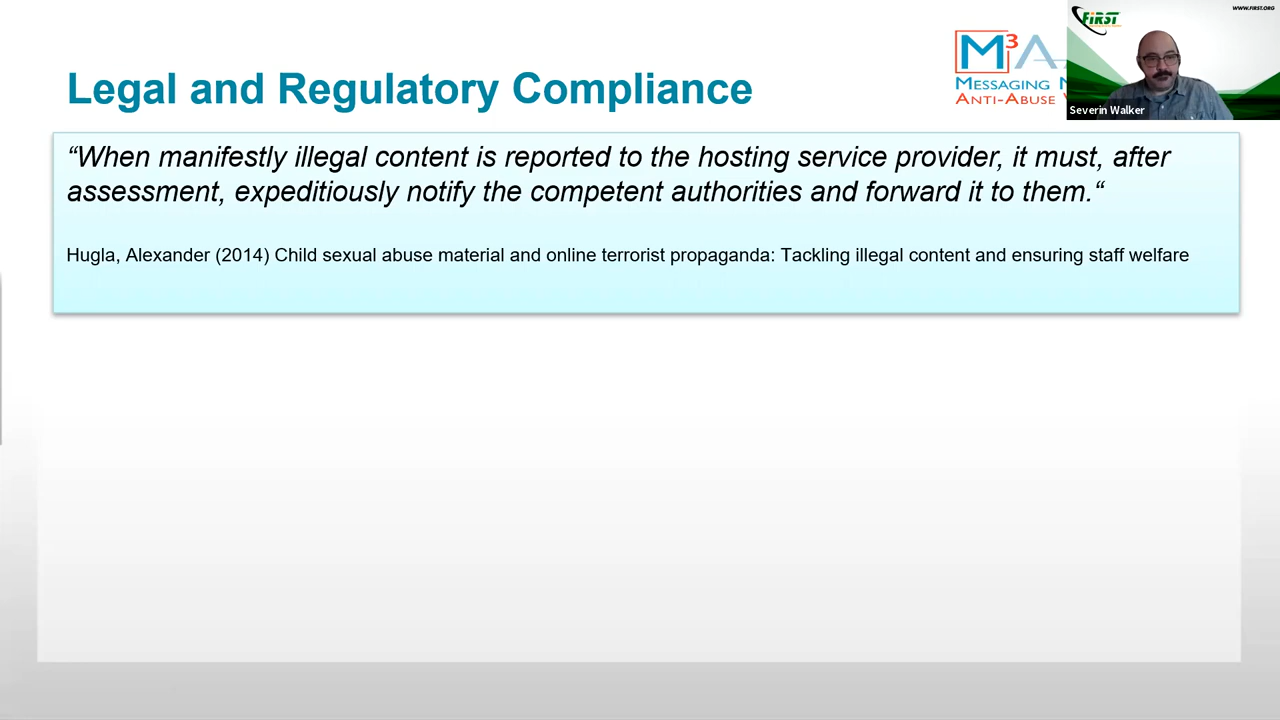 WWW.FIRST.ORG
FiRST
M3AA
MESSAGING
ANTI-ABUSE
Severin Walker
Legal and Regulatory Compliance
“When manifestly illegal content is reported to the hosting service provider, it must, after
assessment, expeditiously notify the competent authorities and forward it to them.“
Hugla, Alexander (2014) Child sexual abuse material and online terrorist propaganda: Tackling illegal content and ensuring staff welfare